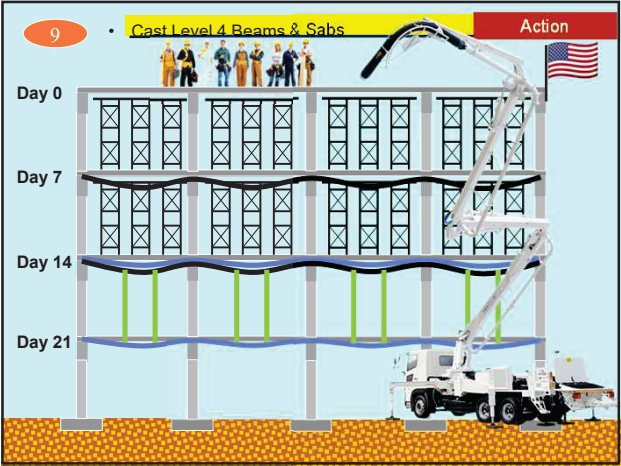 9
• Cast Level 4 Beams & Sabs
Action
Day 0
Day 7
Day 14
Day 21